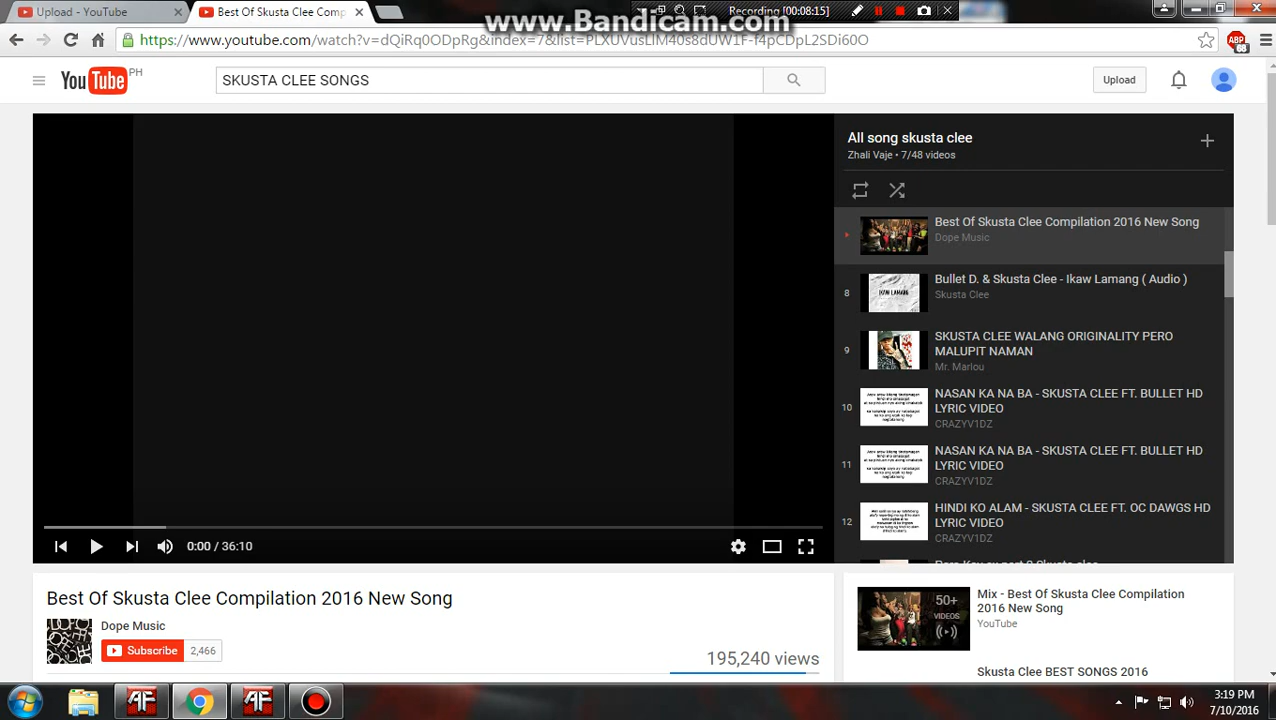 Upload - YouTube
Best Of Skusta Clee Comp
www.Bandicam.com
Recording [00:08:15]
https://www.youtube.com/watch?v=dQiRq0ODpRg&index=7&list=PLX0VusLlM40s8dUW1F-f4pCDpL2SDi60O
ABP
68
YouTube PH
SKUSTA CLEE SONGS
Upload
All song skusta clee
Zhali Vaje • 7/48 videos
Best Of Skusta Clee Compilation 2016 New Song
Dope Music
8
Bullet D. & Skusta Clee - Ikaw Lamang ( Audio )
Skusta Clee
IKAW LAMANG
9
SKUSTA CLEE WALANG ORIGINALITY PERO
MALUPIT NAMAN
Mr. Marlou
10
NASAN KA NA BA - SKUSTA CLEE FT. BULLET HD
LYRIC VIDEO
CRAZYV1DZ
11
NASAN KA NA BA - SKUSTA CLEE FT. BULLET HD
LYRIC VIDEO
CRAZYV1DZ
12
HINDI KO ALAM - SKUSTA CLEE FT. OC DAWGS HD
LYRIC VIDEO
CRAZYV1DZ
0:00 / 36:10
Best Of Skusta Clee Compilation 2016 New Song
Dope Music
Subscribe 2,466
195,240 views
50+
VIDEOS
Mix - Best Of Skusta Clee Compilation
2016 New Song
YouTube
Skusta Clee BEST SONGS 2016
AF
AF
3:19 PM
7/10/2016